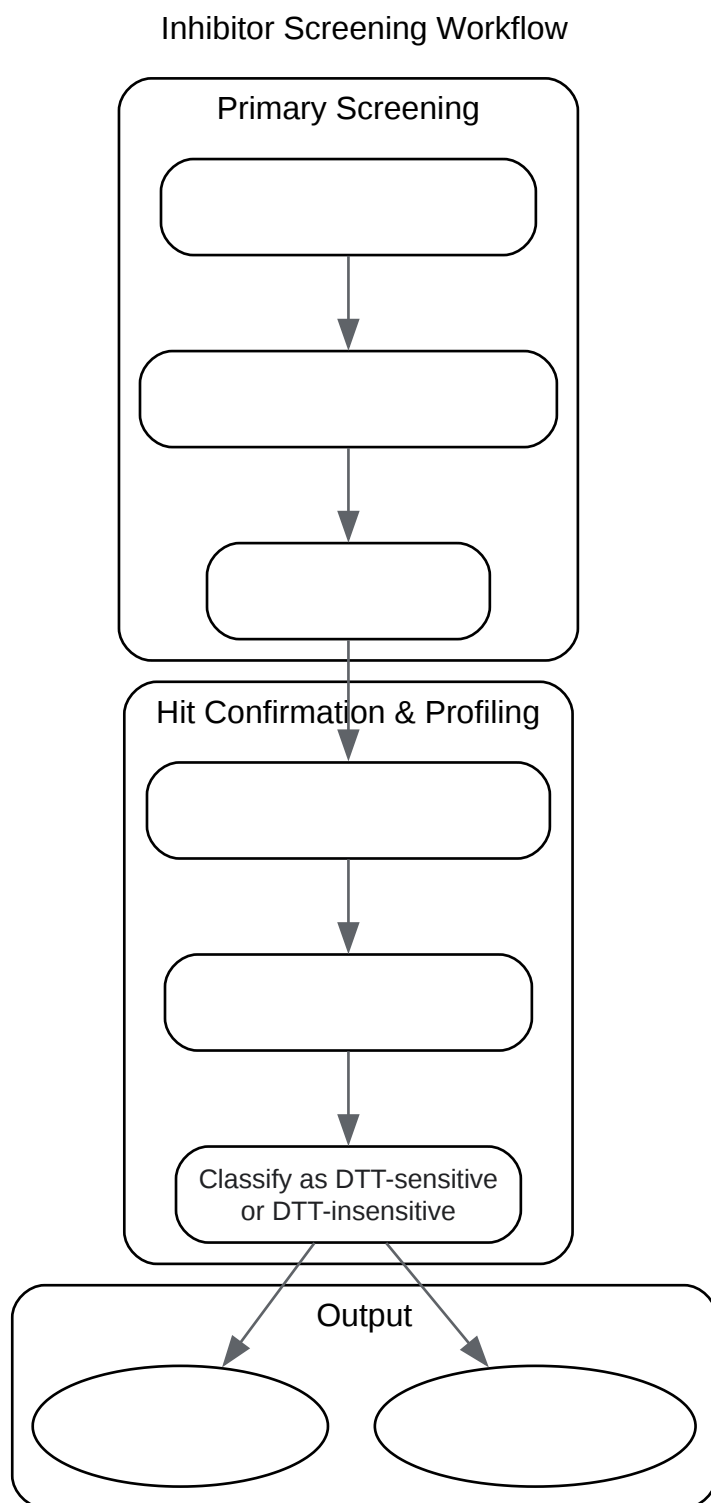 Inhibitor Screening Workflow
Primary Screening
Hit Confirmation & Profiling
Classify as DTT-sensitive
or DTT-insensitive
Output